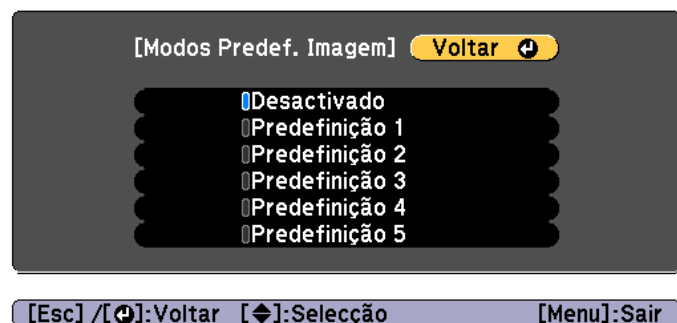 [Modos Predef. Imagem] Voltar
Desactivado
Predefinição 1
Predefinição 2
Predefinição 3
Predefinição 4
Predefinição 5
[Esc] /[⏎]:Voltar [◆]:Selecção [Menu]:Sair